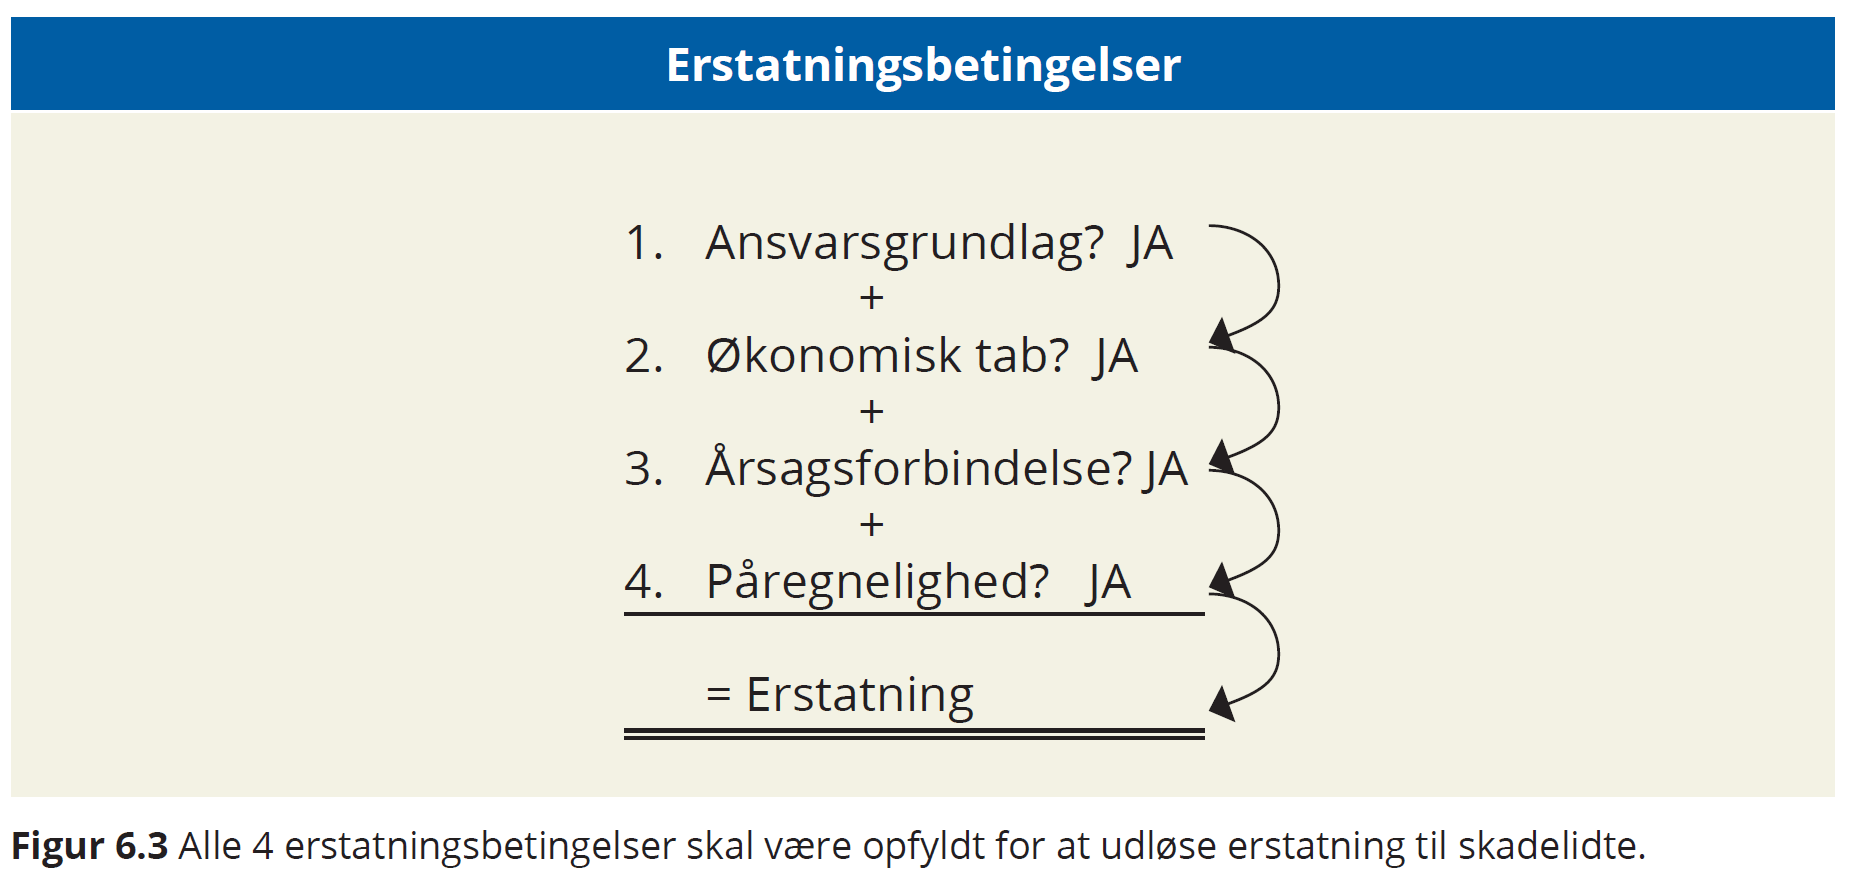 Erstatningsbetingelser
1. Ansvarsgrundlag? JA
+
2. Økonomisk tab? JA
+
3. Årsagsforbindelse? JA
+
4. Påregnelighed? JA
= Erstatning
Figur 6.3 Alle 4 erstatningsbetingelser skal være opfyldt for at udløse erstatning til skadelidte.